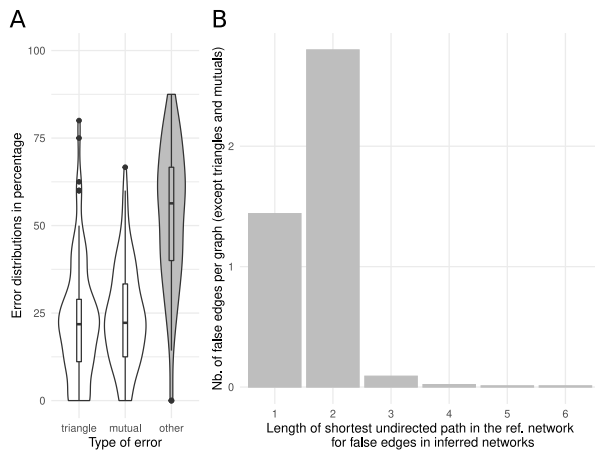 A
B
Error distributions in percentage
100
75
50
25
0
triangle mutual other
Type of error
Nb. of false edges per graph (except triangles and mutuals)
2
1
0
1 2 3 4 5 6
Length of shortest undirected path in the ref. network
for false edges in inferred networks